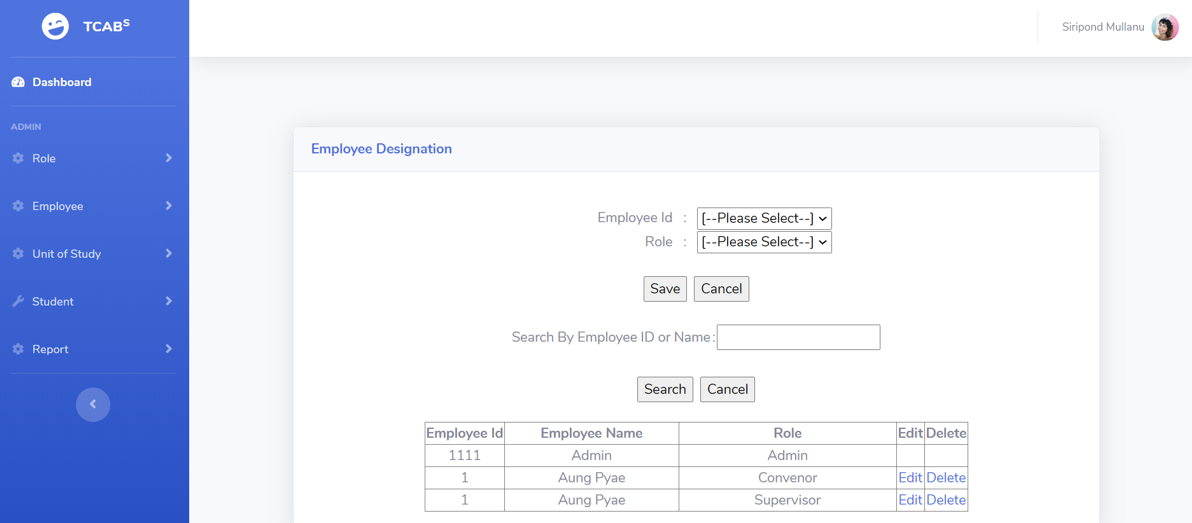 TCABS
Siripond Mullanu
Dashboard
ADMIN
Role
Employee
Unit of Study
Student
Report
Employee Designation
Employee Id : [--Please Select--]
Role : [--Please Select--]
Save Cancel
Search By Employee ID or Name:
Search Cancel
Employee Id Employee Name Role Edit Delete
1111 Admin Admin
1 Aung Pyae Convenor Edit Delete
1 Aung Pyae Supervisor Edit Delete